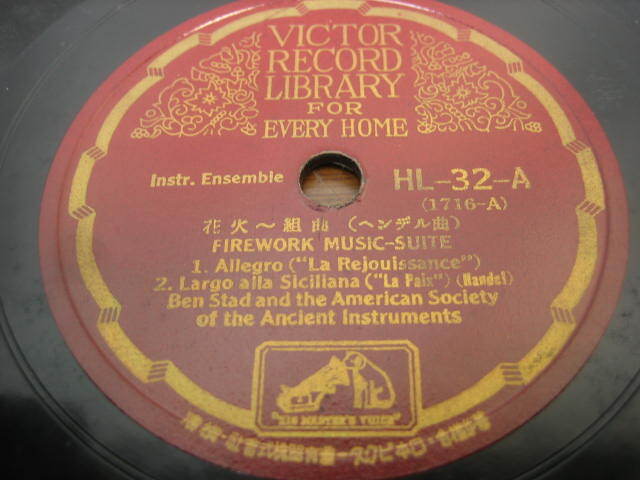 VICTOR
RECORD
LIBRARY
FOR
EVERY HOME
Instr. Ensemble
HL-32-A
(1716-A)
花火～組曲 (ヘンデル曲)
FIREWORK MUSIC-SUITE
1. Allegro ("La Rejouissance")
2. Largo alla Siciliana ("La Paix") (Handel)
Ben Stad and the American Society
of the Ancient Instruments
"HIS MASTER'S VOICE"